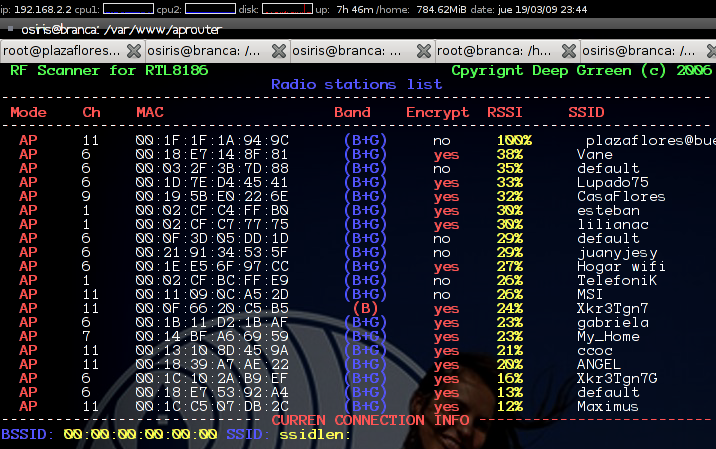 ip: 192.168.2.2 cpu1: cpu2: disk: up: 7h 46m /home: 784.62MiB date: jue 19/03/09 23:44
osiris@branca: /var/www/aprouter
root@plazaflores... osiris@branca: /... osiris@branca: ... root@branca: /h... osiris@branca: /...
RF Scanner for RTL8186 Copyrignt Deep Grreen (c) 2006
Radio stations list
Mode Ch MAC Band Encrypt RSSI SSID
AP 11 00:1F:1F:1A:94:9C (B+G) no 100% plazaflores@bue
AP 6 00:18:E7:14:8F:81 (B+G) yes 38% Vane
AP 6 00:03:2F:3B:7D:88 (B+G) no 35% default
AP 6 00:1D:7E:D4:45:41 (B+G) yes 33% Lupado75
AP 9 00:19:5B:E0:22:6E (B+G) yes 32% CasaFlores
AP 1 00:02:CF:C4:FF:B0 (B+G) yes 30% esteban
AP 1 00:02:CF:C7:77:75 (B+G) yes 30% lilianac
AP 6 00:0F:3D:05:DD:1D (B+G) no 29% default
AP 6 00:21:91:34:53:5F (B+G) no 29% juanyjesy
AP 6 00:1E:E5:6F:97:CC (B+G) yes 27% Hogar wifi
AP 1 00:02:CF:BC:FF:E9 (B+G) no 26% TelefoniK
AP 11 00:11:09:0C:A5:2D (B+G) no 26% MSI
AP 11 00:0F:66:20:C9:B5 (B) yes 24% Xkr3Tgn7
AP 6 00:1B:11:D2:1B:AF (B+G) yes 23% gabriela
AP 7 00:14:BF:A6:69:59 (B+G) yes 23% My_Home
AP 11 00:13:10:8D:45:9A (B+G) yes 21% ccoc
AP 11 00:18:39:A7:AE:22 (B+G) yes 20% ANGEL
AP 6 00:1C:10:2A:B9:EF (B+G) yes 16% Xkr3Tgn7G
AP 6 00:18:E7:53:92:A4 (B+G) yes 13% default
AP 11 00:1C:C5:07:DB:2C (B+G) yes 12% Maximus
CURREN CONNECTION INFO
BSSID: 00:00:00:00:00:00 SSID: ssidlen: